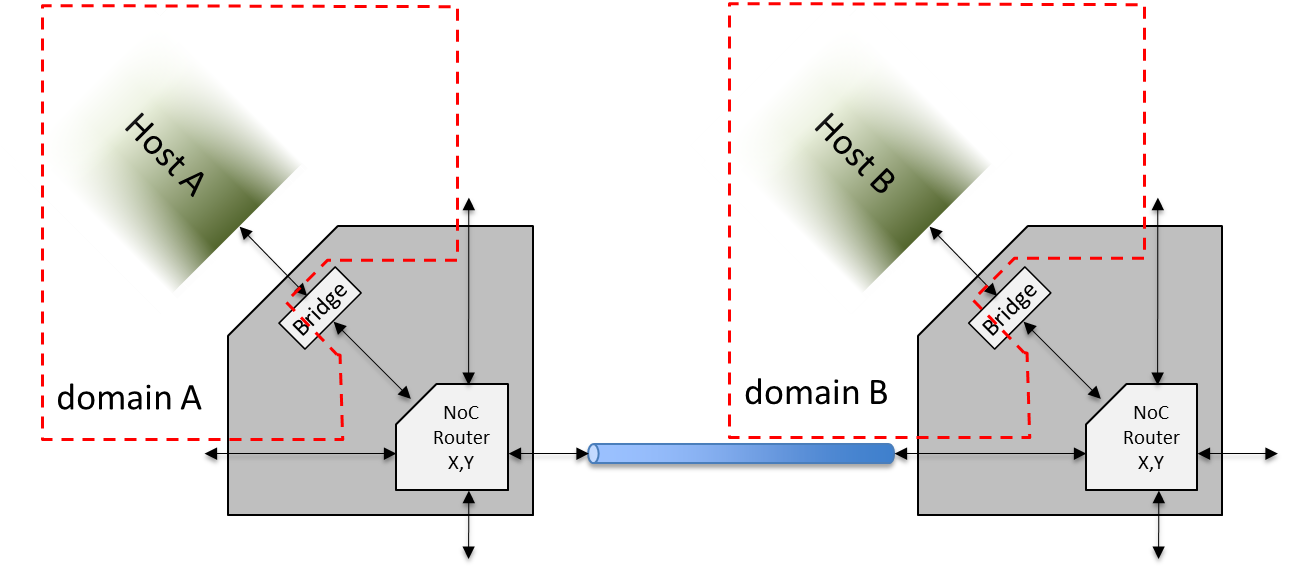 Host A
Bridge
domain A
NoC
Router
X,Y
Host B
Bridge
domain B
NoC
Router
X,Y